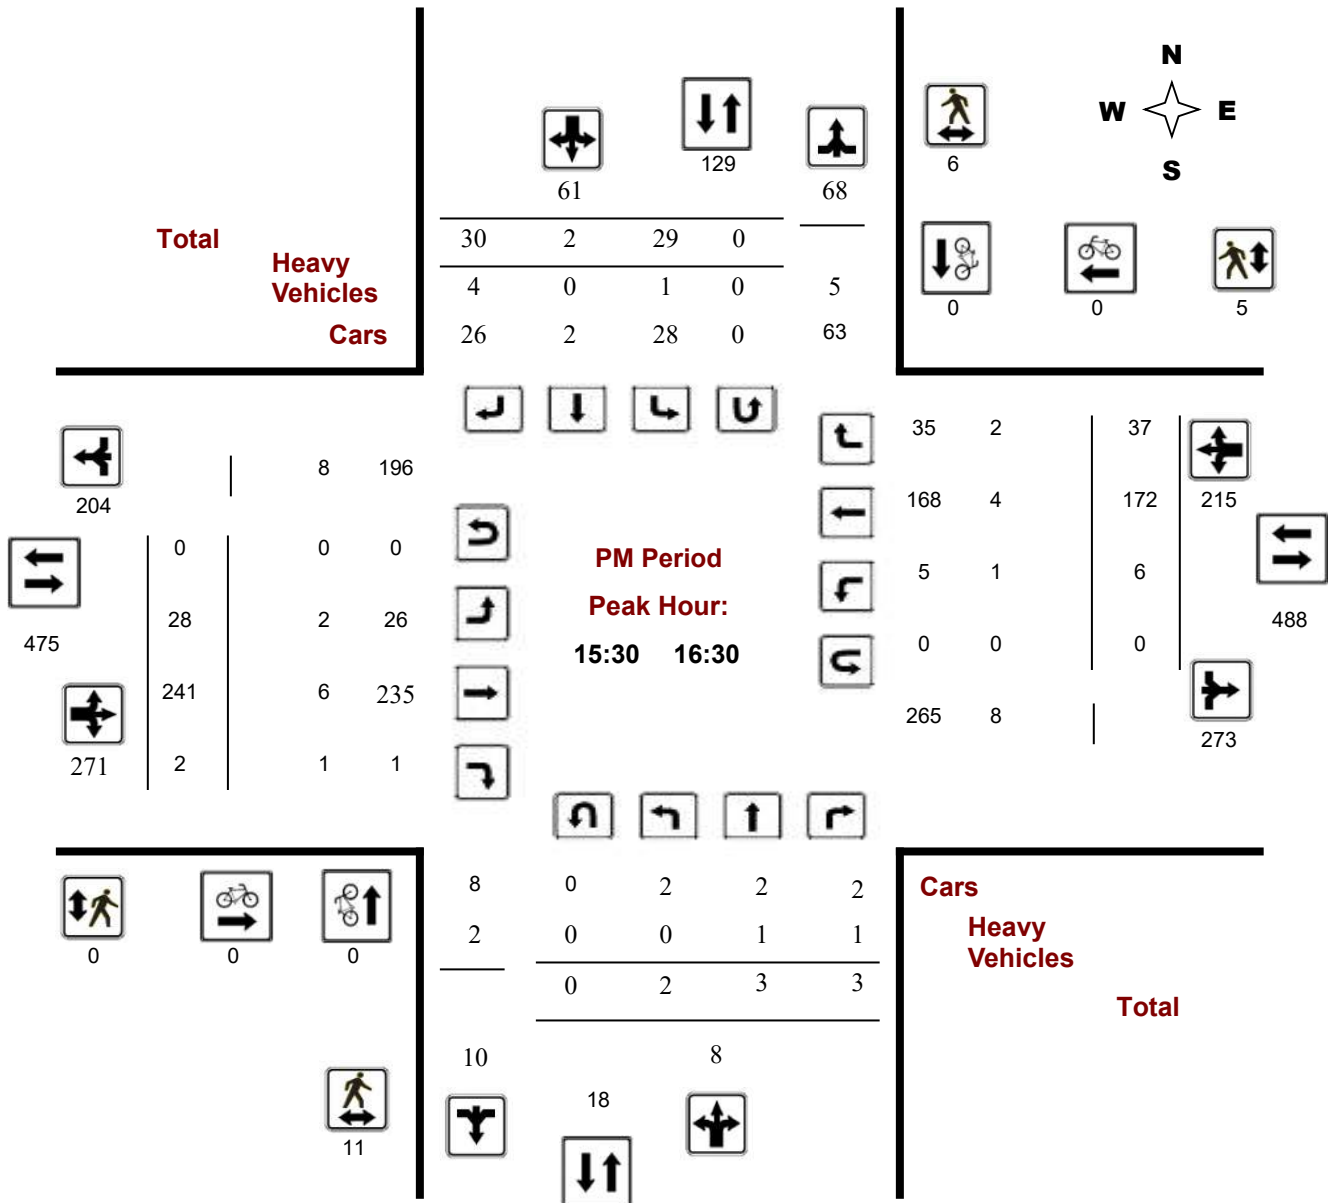 N
W E
S
129
6
61 68
Total
30 2 29 0
Heavy
Vehicles
4 0 1 0 5
0 0 5
Cars
26 2 28 0 63
35 2 37
8 196
204
168 4 172 215
0 0 0
PM Period
5 1 6
Peak Hour:
28 2 26
475
488
15:30 16:30
0 0 0
241 6 235
265 8
273
271 2 1 1
8 0 2 2 2
Cars
2 0 0 1 1
Heavy
Vehicles
0 0 0
0 2 3 3
Total
10 8
18
11